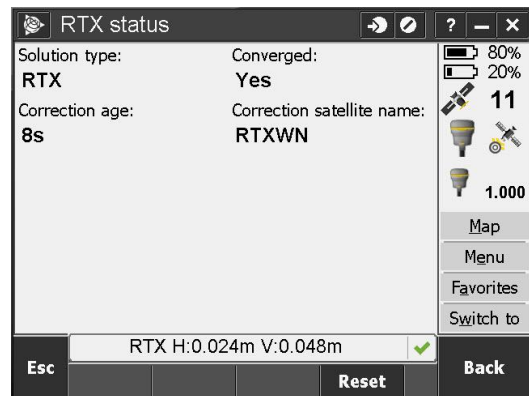 RTX status
? – ×
Solution type:
RTX
Converged:
Yes
Correction age:
8s
Correction satellite name:
RTXWN
80%
20%
11
1.000
Map
Menu
Favorites
Switch to
RTX H:0.024m V:0.048m
Esc
Reset
Back